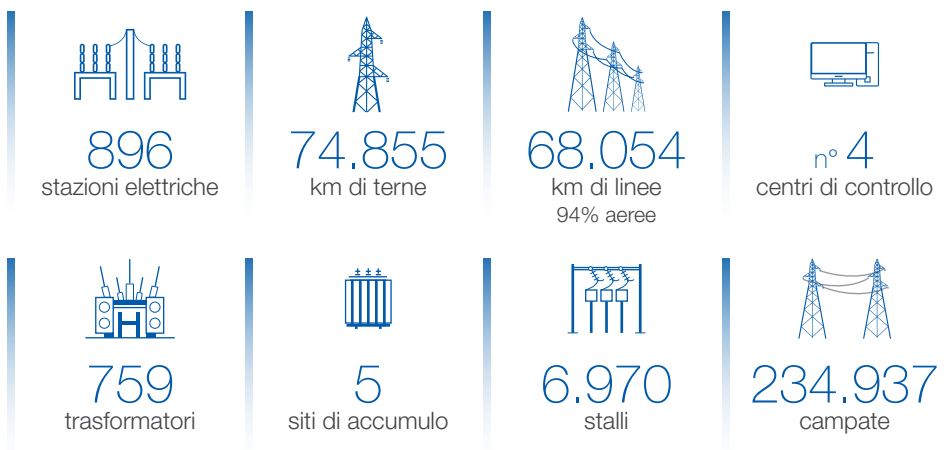 896
stazioni elettriche
74.855
km di terne
68.054
km di linee
94% aeree
n° 4
centri di controllo
759
trasformatori
5
siti di accumulo
6.970
stalli
234.937
campate